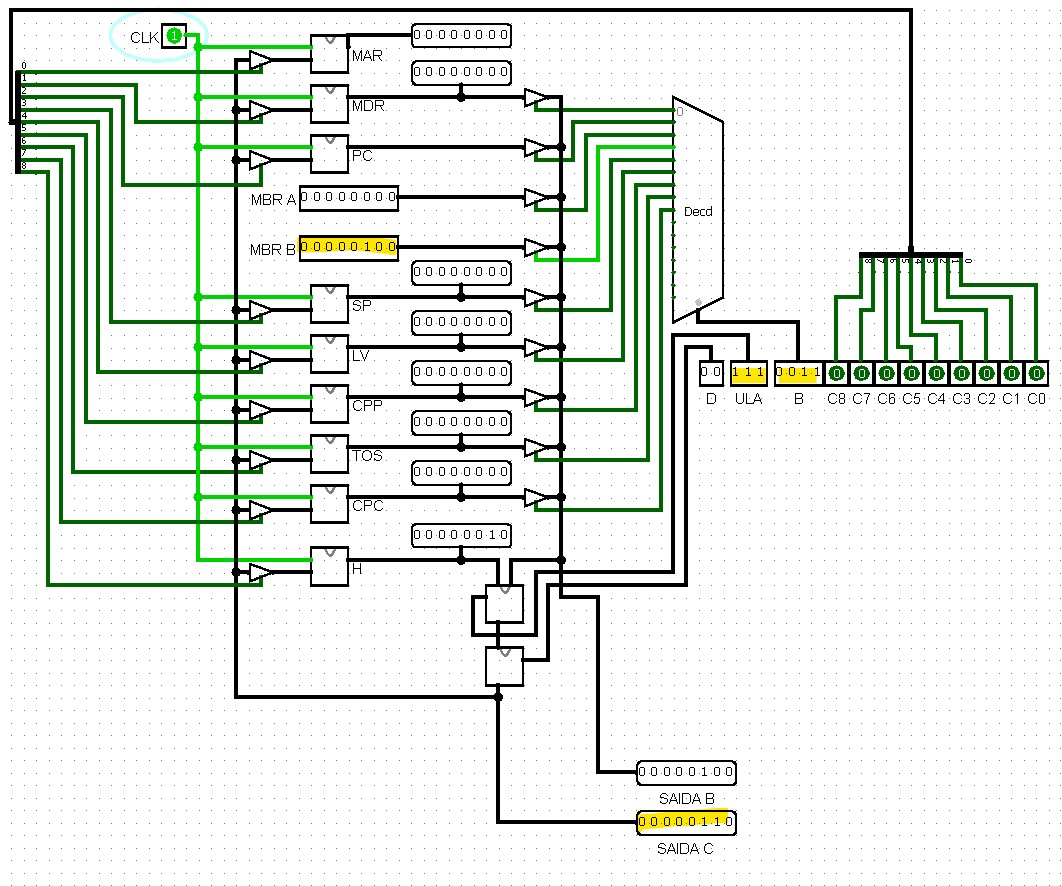 CLK 1
0 0 0 0 0 0 0 0
MAR
0
1
2
3
4
5
6
7
8
0 0 0 0 0 0 0 0
MDR
0
PC
MBR A 0 0 0 0 0 0 0 0
Decd
MBR B 0 0 0 0 0 1 0 0
0 0 0 0 0 0 0 0
8 7 6 5 4 3 2 1 0
SP
0 0 0 0 0 0 0 0
LV
0 0 0 0 0 0 0 0
0 0 1 1 1 0 0 1 1 0 0 0 0 0 0 0 0 0
D ULA B C8 C7 C6 C5 C4 C3 C2 C1 C0
CPP
0 0 0 0 0 0 0 0
TOS
0 0 0 0 0 0 0 0
CPC
0 0 0 0 0 0 1 0
H
0 0 0 0 0 1 0 0
SAIDA B
0 0 0 0 0 1 1 0
SAIDA C